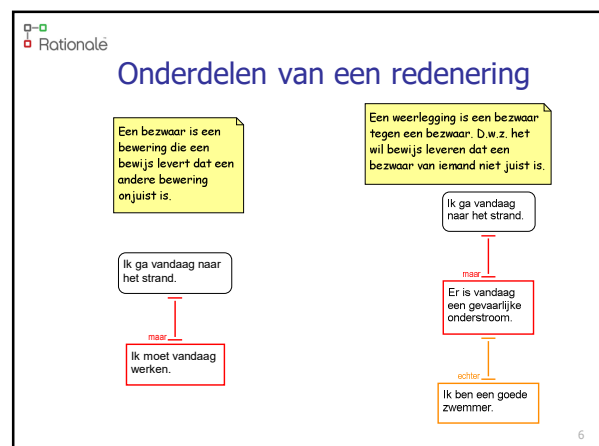 Rationale
Onderdelen van een redenering
Een bezwaar is een
bewering die een
bewijs levert dat een
andere bewering
onjuist is.
Een weerlegging is een bezwaar
tegen een bezwaar. D.w.z. het
wil bewijs leveren dat een
bezwaar van iemand niet juist is.
Ik ga vandaag naar
het strand.
maar
Ik moet vandaag
werken.
Ik ga vandaag
naar het strand.
maar
Er is vandaag
een gevaarlijke
onderstroom.
echter
Ik ben een goede
zwemmer.
6